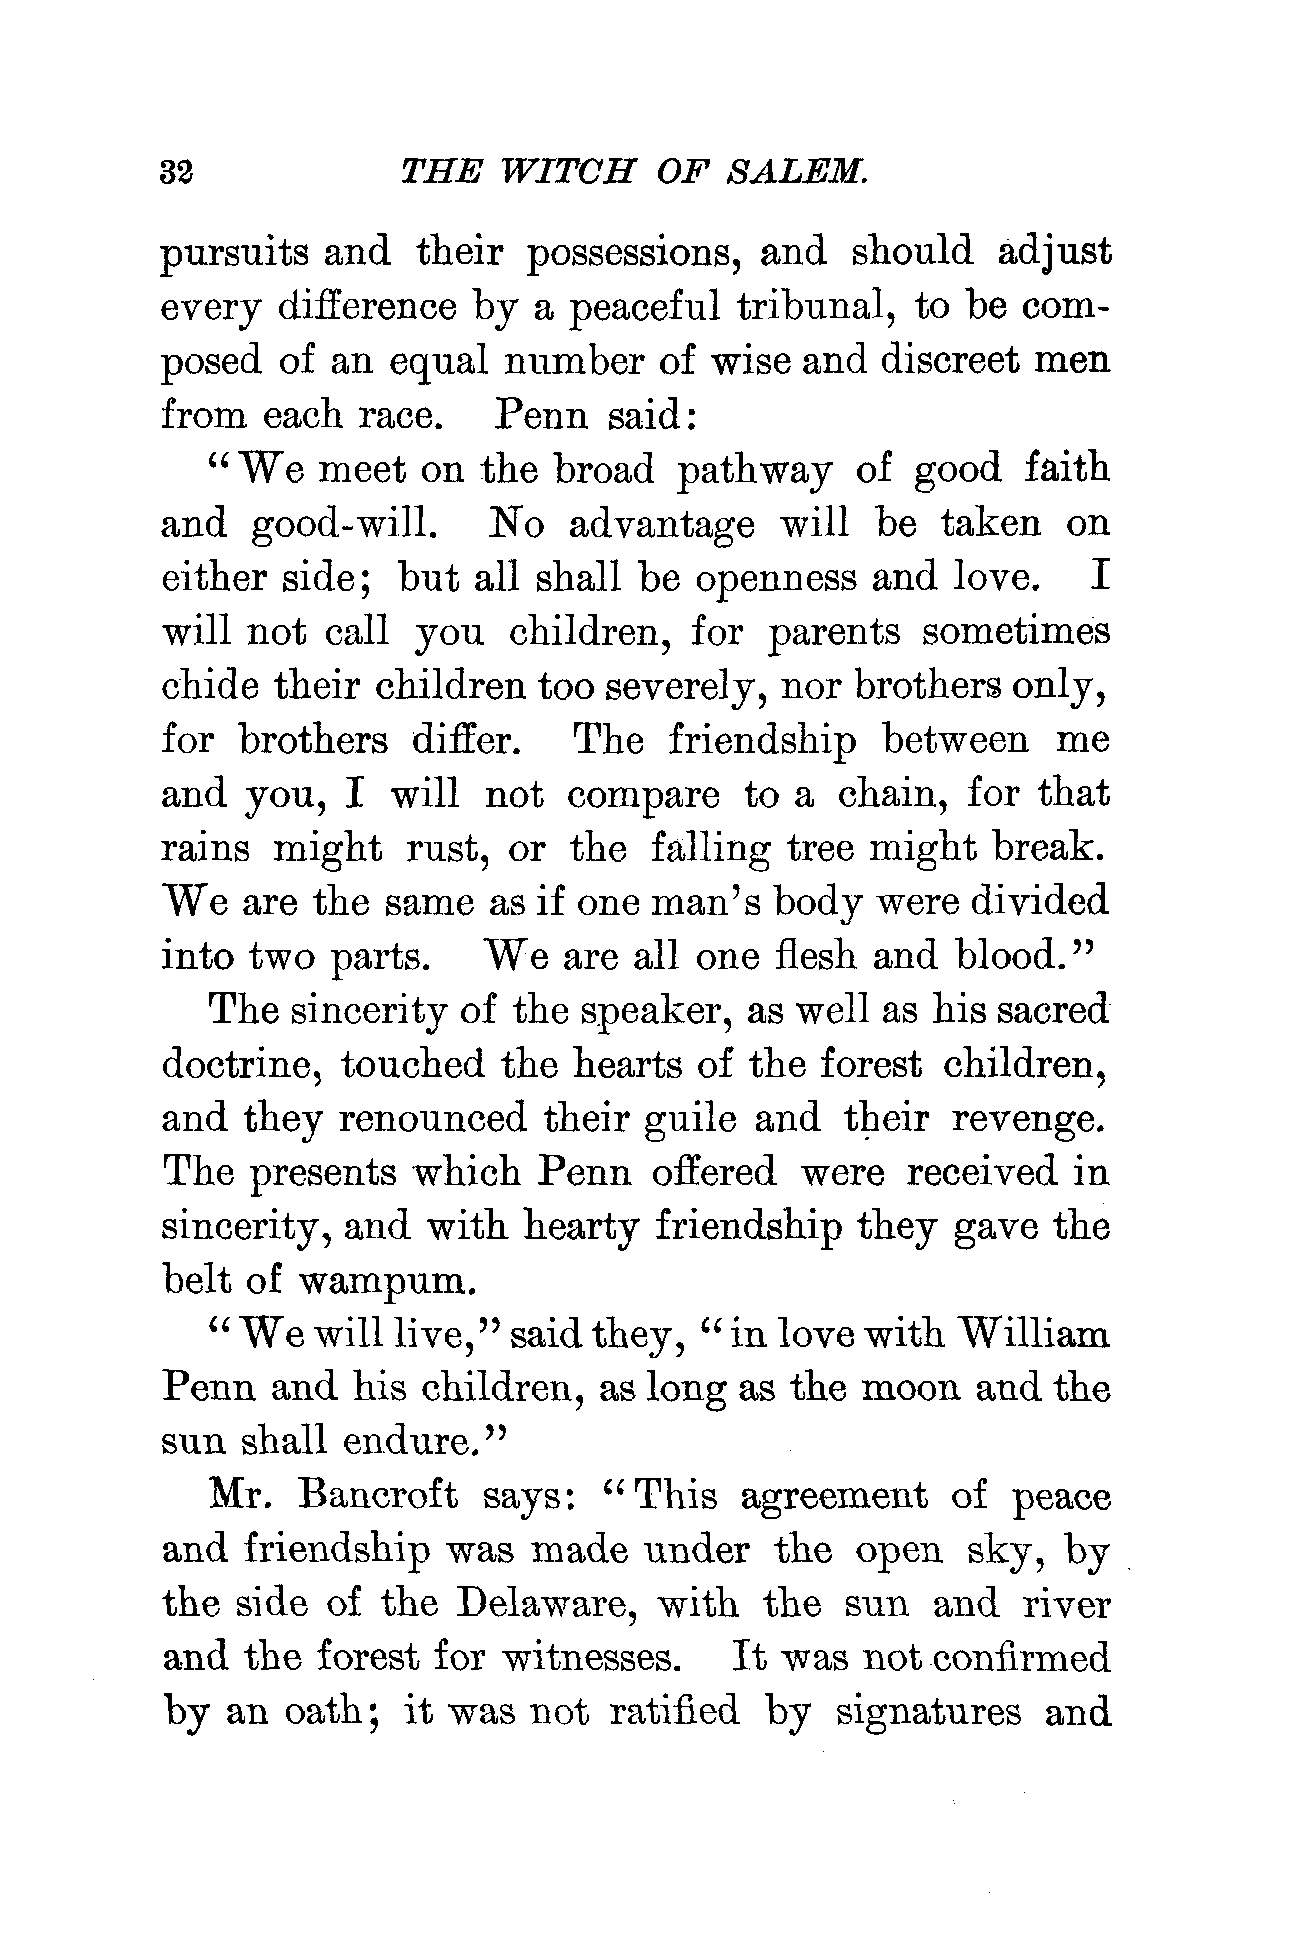 32 THE WITCH OF SALEM.
pursuits and their possessions, and should adjust
every difference by a peaceful tribunal, to be com-
posed of an equal number of wise and discreet men
from each race. Penn said:
"We meet on the broad pathway of good faith
and good-will. No advantage will be taken on
either side; but all shall be openness and love. I
will not call you children, for parents sometimes
chide their children too severely, nor brothers only,
for brothers differ. The friendship between me
and you, I will not compare to a chain, for that
rains might rust, or the falling tree might break.
We are the same as if one man's body were divided
into two parts. We are all one flesh and blood."
The sincerity of the speaker, as well as his sacred
doctrine, touched the hearts of the forest children,
and they renounced their guile and their revenge.
The presents which Penn offered were received in
sincerity, and with hearty friendship they gave the
belt of wampum.
"We will live," said they, "in love with William
Penn and his children, as long as the moon and the
sun shall endure."
Mr. Bancroft says: "This agreement of peace
and friendship was made under the open sky, by
the side of the Delaware, with the sun and river
and the forest for witnesses. It was not confirmed
by an oath; it was not ratified by signatures and